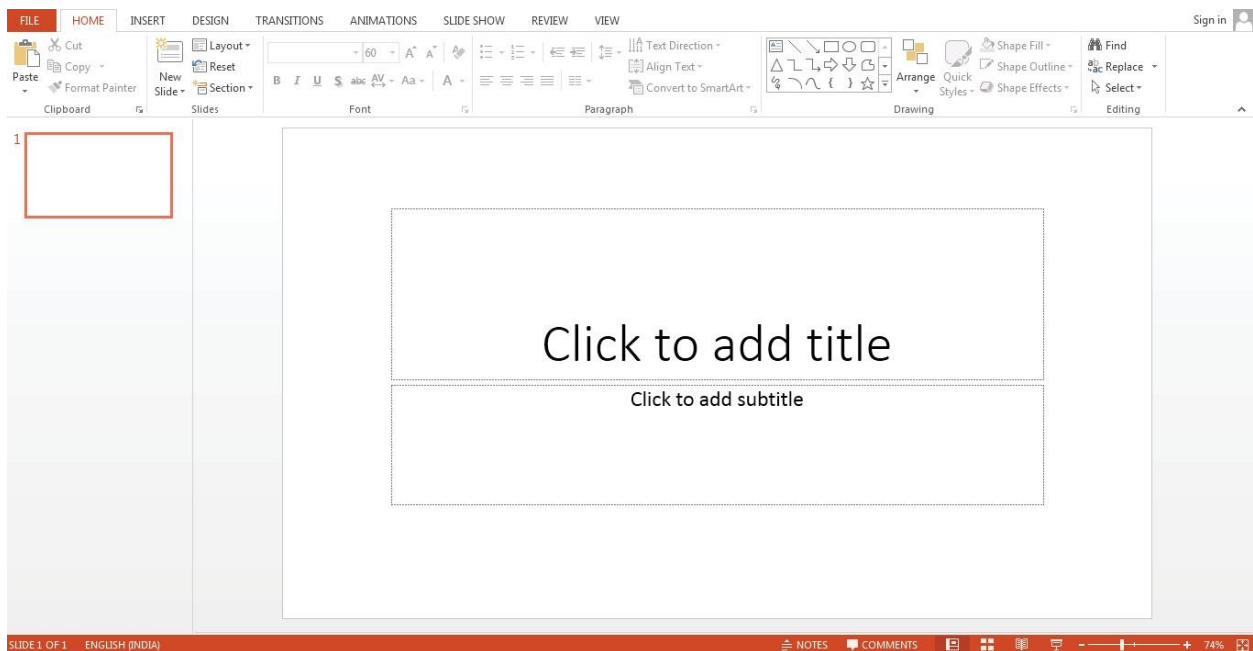 FILE HOME INSERT DESIGN TRANSITIONS ANIMATIONS SLIDE SHOW REVIEW VIEW Sign in
Paste
Cut
Copy
Format Painter
Clipboard
New
Slide
Layout
Reset
Section
Slides
60 A A
B I U S abc AV Aa A
Font
Text Direction
Align Text
Convert to SmartArt
Paragraph
Arrange
Quick
Styles
Shape Fill
Shape Outline
Shape Effects
Drawing
Find
Replace
Select
Editing
1
Click to add title
Click to add subtitle
SLIDE 1 OF 1 ENGLISH (INDIA) NOTES COMMENTS 74%